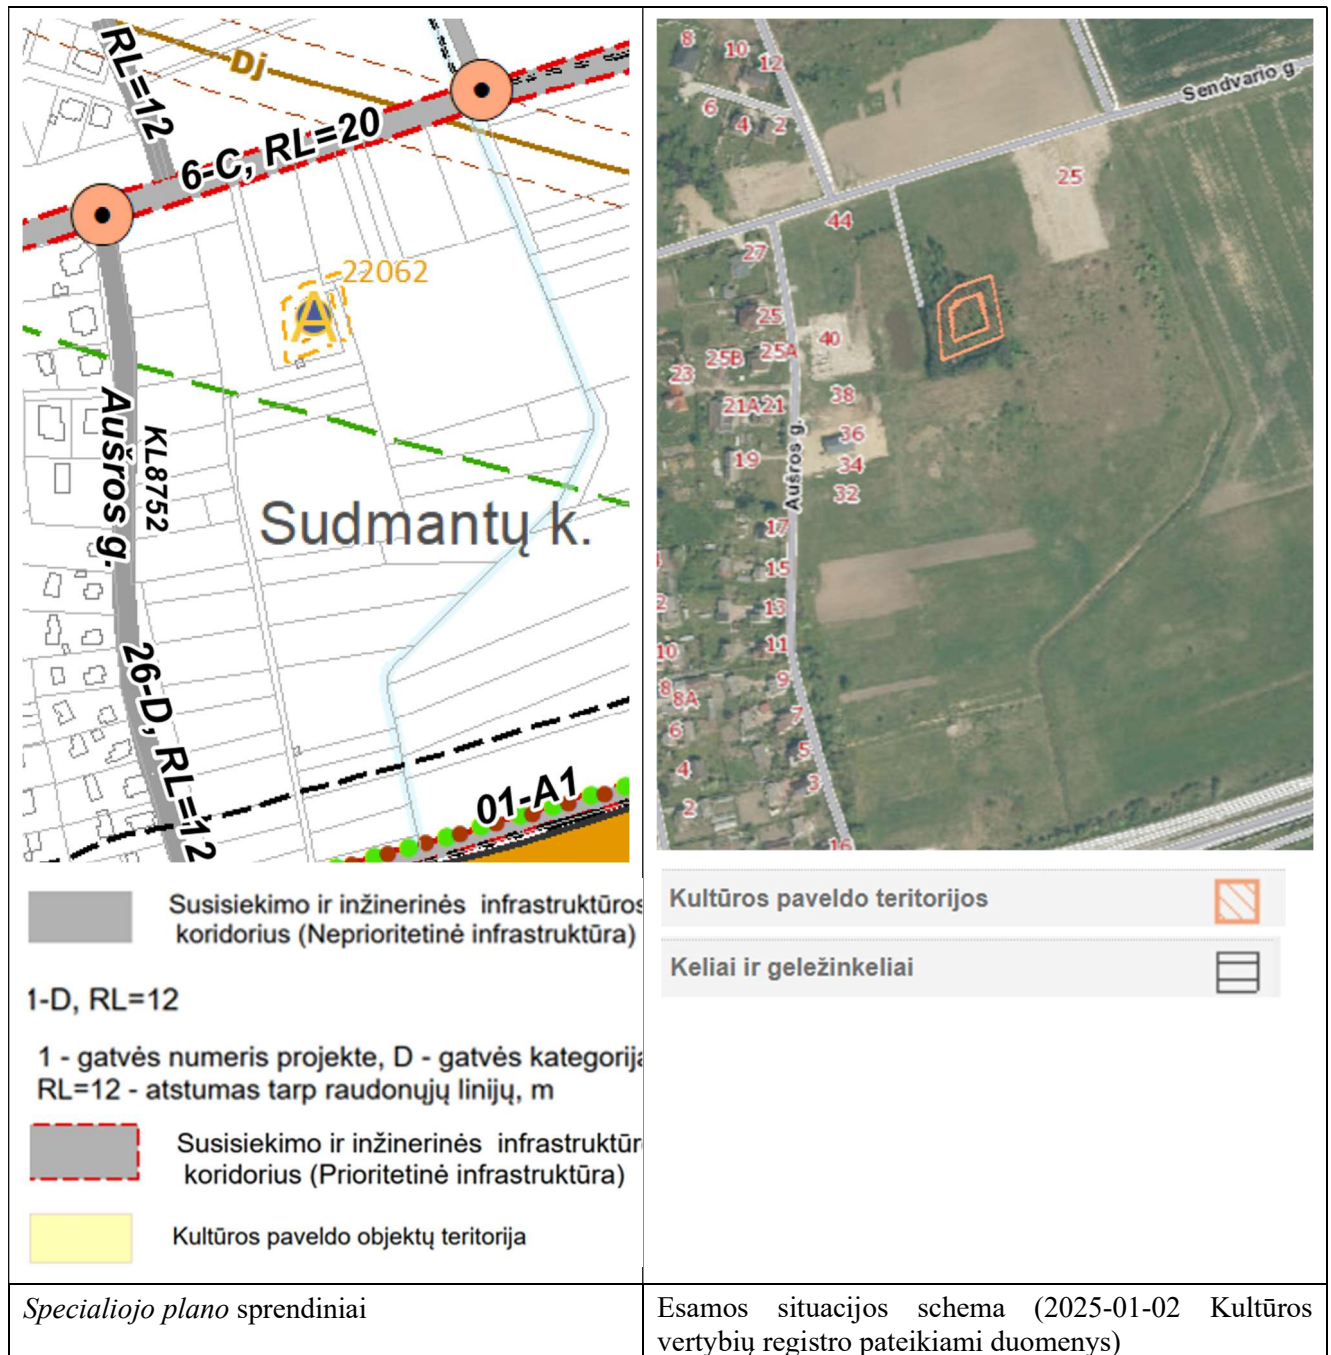 RL=12
Dj
6-C, RL=20
22062
A
Aušros g.
KL8752
Sudmantų k.
26-D, RL=12
01-A1
Susisiekimo ir inžinerinės infrastruktūros
koridorius (Neprioritetinė infrastruktūra)
1-D, RL=12
1 - gatvės numeris projekte, D - gatvės kategorija
RL=12 - atstumas tarp raudonųjų linijų, m
Susisiekimo ir inžinerinės infrastruktūr
koridorius (Prioritetinė infrastruktūra)
Kultūros paveldo objektų teritorija
Specialiojo plano sprendiniai
8
10
12
6
4
2
Sendvario g.
25
44
27
25
40
25B
25A
23
38
21A
21
36
19
34
32
Aušros g.
17
15
2
13
11
10
9
8
8A
7
6
5
4
3
2
16
Kultūros paveldo teritorijos
Keliai ir geležinkeliai
Esamos situacijos schema (2025-01-02 Kultūros
vertybių registro pateikiami duomenys)